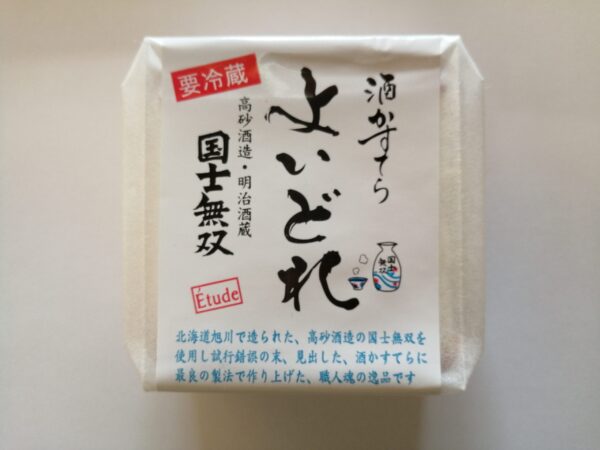 酒かすてら
よいどれ
要冷蔵
高砂酒造・明治酒蔵
国士無双
Étude
国士
無双
北海道旭川で造られた、高砂酒造の国士無双を
使用し試行錯誤の末、見出した、酒かすてらに
最良の製法で作り上げた、職人魂の逸品です